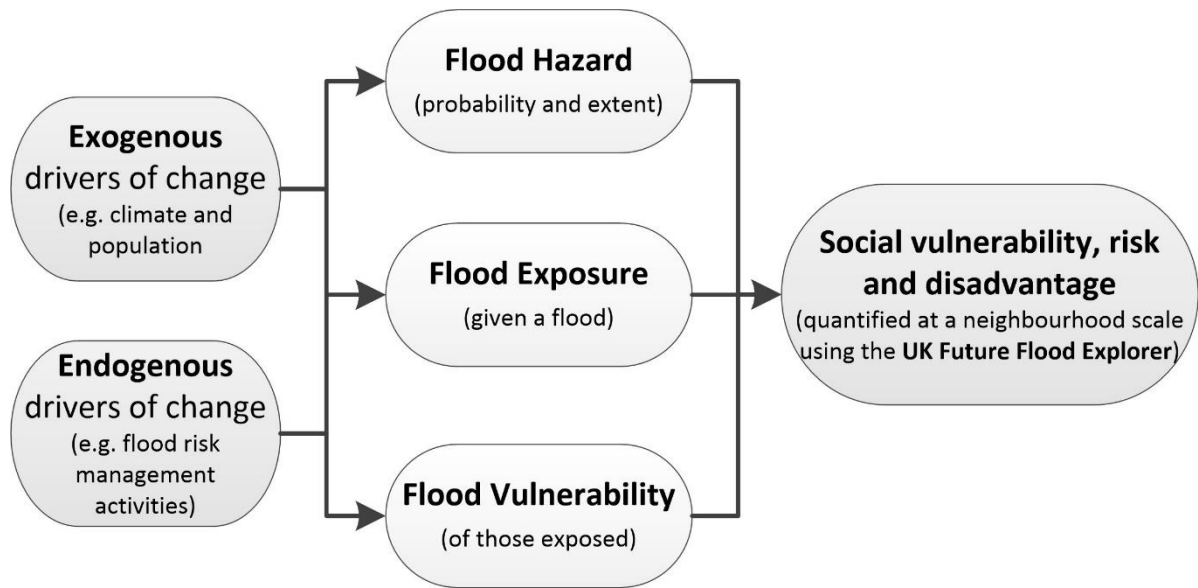 Exogenous
drivers of change
(e.g. climate and
population
Endogenous
drivers of change
(e.g. flood risk
management
activities)
Flood Hazard
(probability and extent)
Flood Exposure
(given a flood)
Flood Vulnerability
(of those exposed)
Social vulnerability, risk
and disadvantage
(quantified at a neighbourhood scale
using the UK Future Flood Explorer)